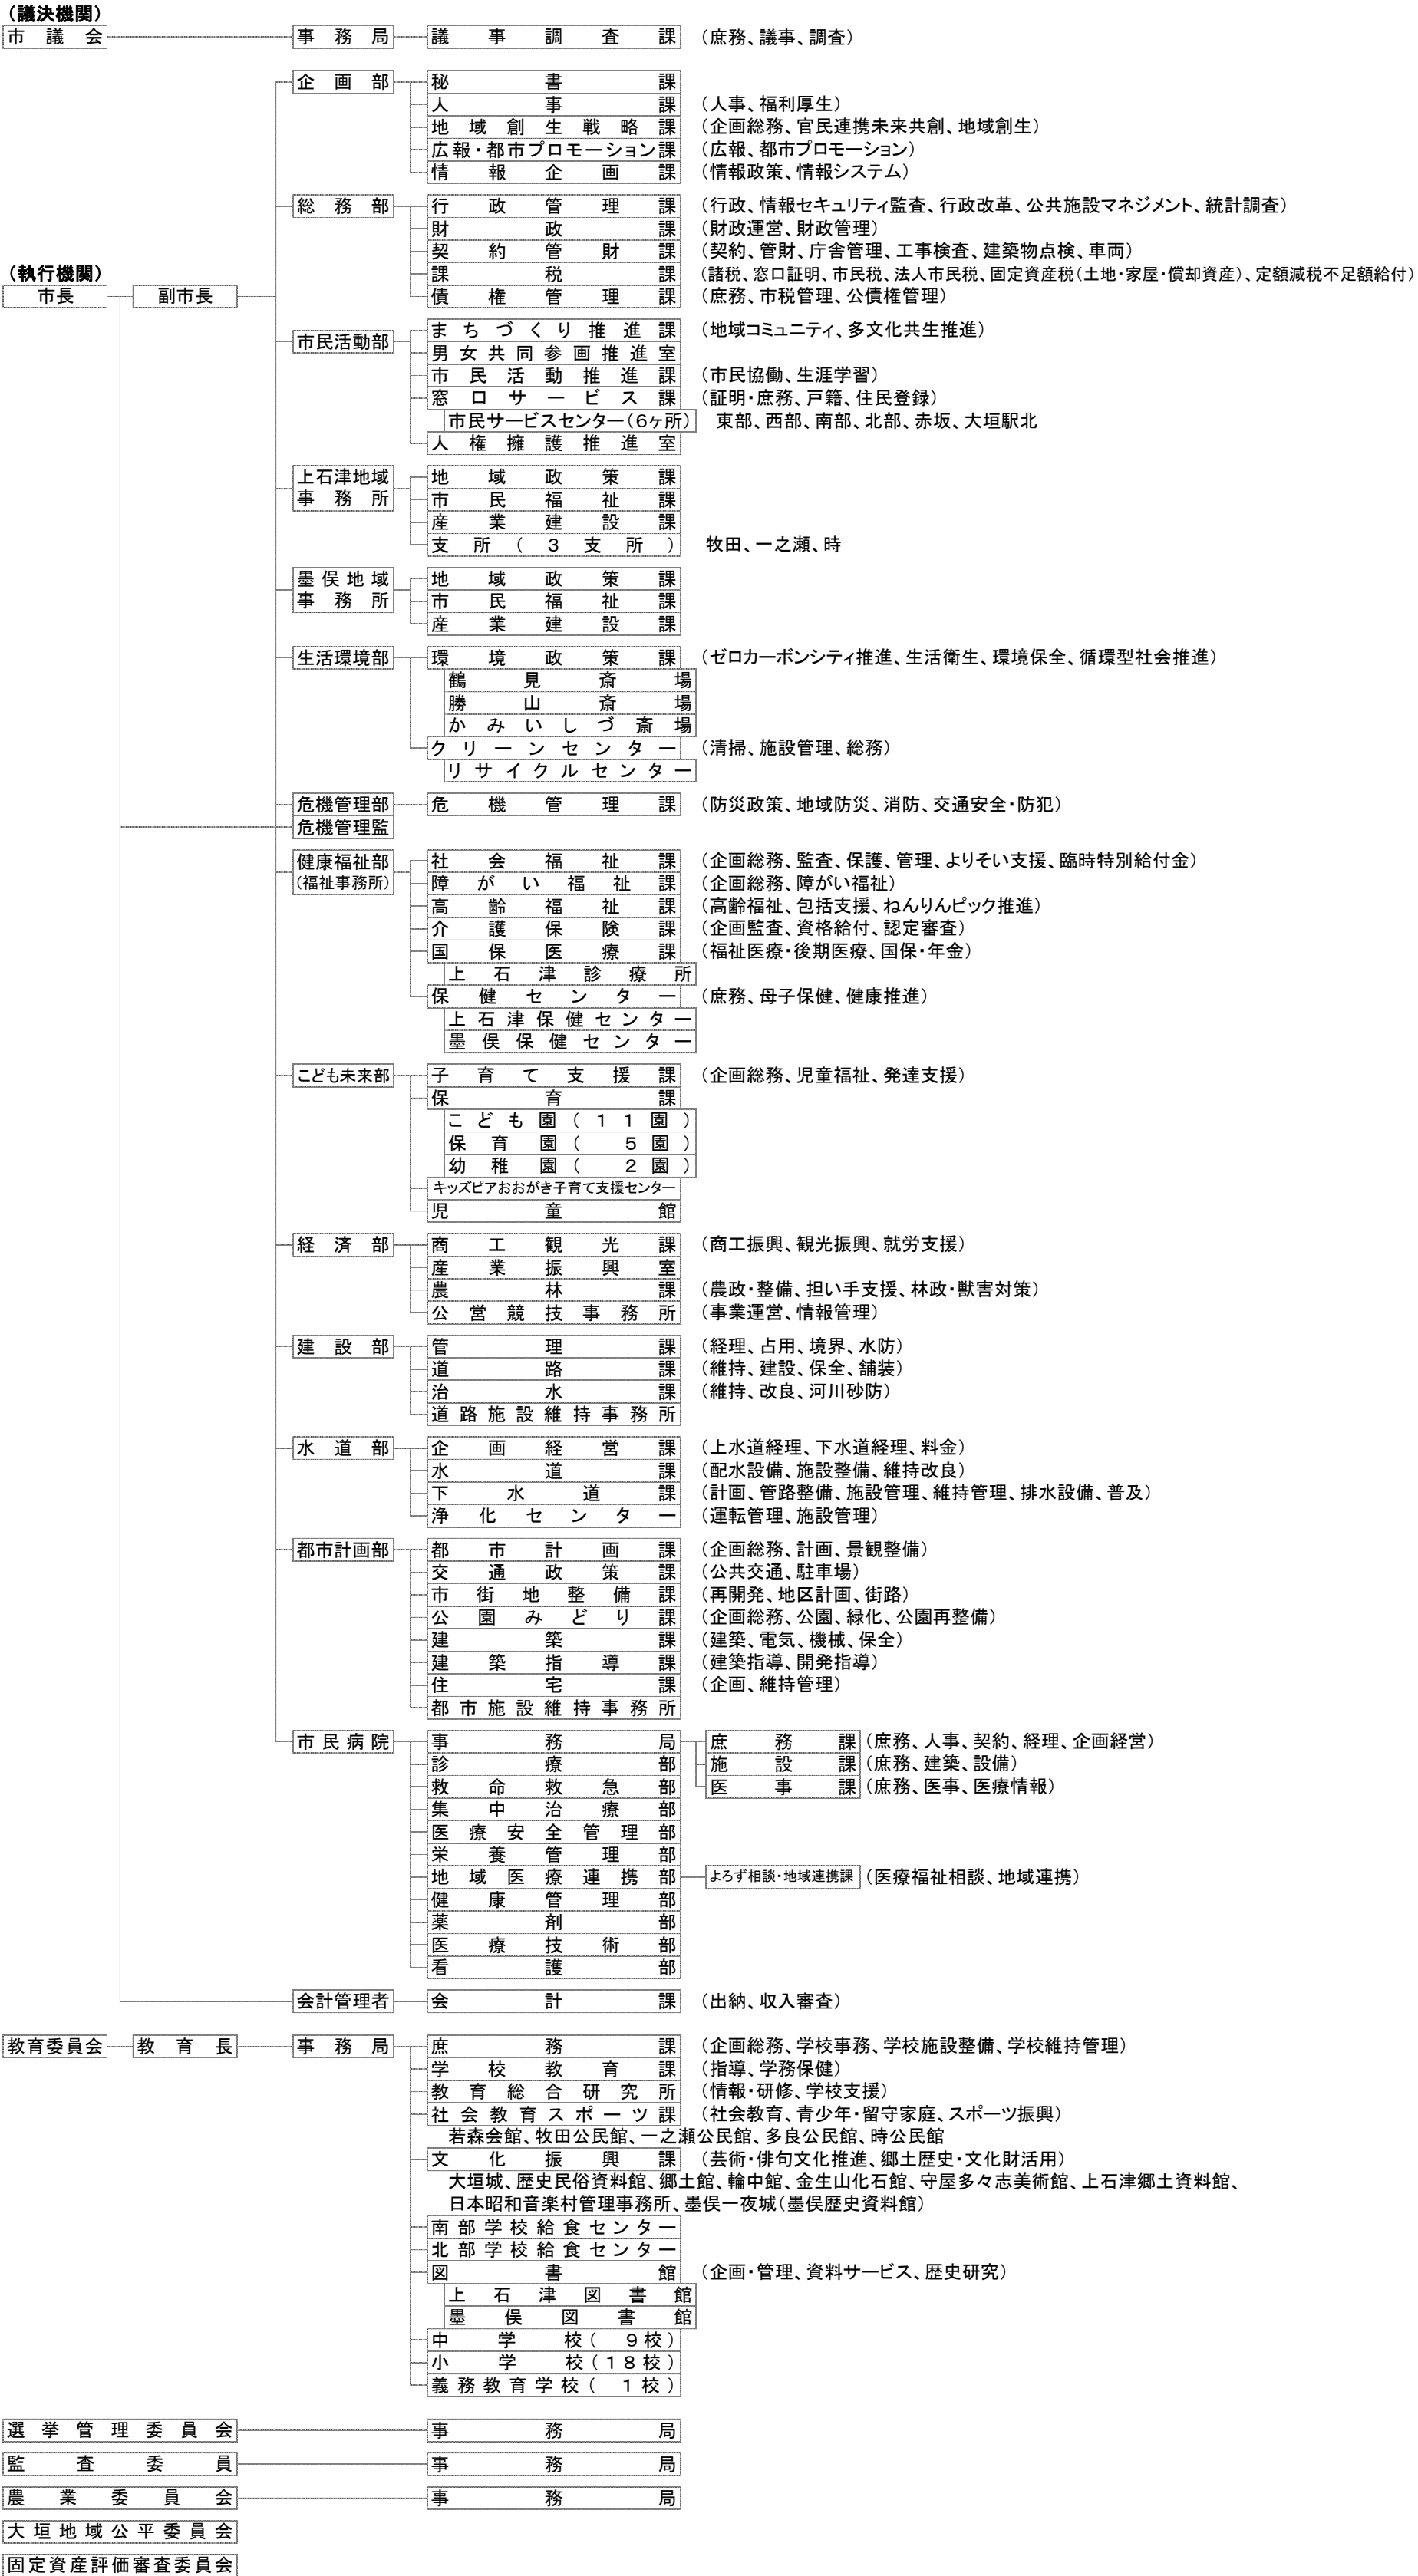 （議決機関）
市議会 事務局 議事調査課 （庶務、議事、調査）
企画部 秘書課
人事課 （人事、福利厚生）
地域創生戦略課 （企画総務、官民連携未来共創、地域創生）
広報・都市プロモーション課 （広報、都市プロモーション）
情報企画課 （情報政策、情報システム）
総務部 行政管理課 （行政、情報セキュリティ監査、行政改革、公共施設マネジメント、統計調査）
財政課 （財政運営、財政管理）
契約管財課 （契約、管財、庁舎管理、工事検査、建築物点検、車両）
（執行機関） 課税課 （諸税、窓口証明、市民税、法人市民税、固定資産税（土地・家屋・償却資産）、定額減税不足額給付）
市長 副市長 債権管理課 （庶務、市税管理、公債権管理）
市民活動部 まちづくり推進課 （地域コミュニティ、多文化共生推進）
男女共同参画推進室
市民活動推進課 （市民協働、生涯学習）
窓口サービス課 （証明・庶務、戸籍、住民登録）
市民サービスセンター（6ヶ所） 東部、西部、南部、北部、赤坂、大垣駅北
人権擁護推進室
上石津地域 地域政策課
事務所 市民福祉課
産業建設課
支所（３支所） 牧田、一之瀬、時
墨俣地域 地域政策課
事務所 市民福祉課
産業建設課
生活環境部 環境政策課 （ゼロカーボンシティ推進、生活衛生、環境保全、循環型社会推進）
鶴見斎場
勝山斎場
かみいしづ斎場
クリーンセンター （清掃、施設管理、総務）
リサイクルセンター
危機管理部 危機管理課 （防災政策、地域防災、消防、交通安全・防犯）
危機管理監
健康福祉部 社会福祉課 （企画総務、監査、保護、管理、よりそい支援、臨時特別給付金）
（福祉事務所） 障がい福祉課 （企画総務、障がい福祉）
高齢福祉課 （高齢福祉、包括支援、ねんりんピック推進）
介護保険課 （企画監査、資格給付、認定審査）
国保医療課 （福祉医療・後期医療、国保・年金）
上石津診療所
保健センター （庶務、母子保健、健康推進）
上石津保健センター
墨俣保健センター
こども未来部 子育て支援課 （企画総務、児童福祉、発達支援）
保育課
こども園（１１園）
保育園（　５園）
幼稚園（　２園）
キッズピアおおがき子育て支援センター
児童館
経済部 商工観光課 （商工振興、観光振興、就労支援）
産業振興室
農林課 （農政・整備、担い手支援、林政・獣害対策）
公営競技事務所 （事業運営、情報管理）
建設部 管理課 （経理、占用、境界、水防）
道路課 （維持、建設、保全、舗装）
治水課 （維持、改良、河川砂防）
道路施設維持事務所
水道部 企画経営課 （上水道経理、下水道経理、料金）
水道課 （配水設備、施設整備、維持改良）
下水道課 （計画、管路整備、施設管理、維持管理、排水設備、普及）
浄化センター （運転管理、施設管理）
都市計画部 都市計画課 （企画総務、計画、景観整備）
交通政策課 （公共交通、駐車場）
市街地整備課 （再開発、地区計画、街路）
公園みどり課 （企画総務、公園、緑化、公園再整備）
建築課 （建築、電気、機械、保全）
建築指導課 （建築指導、開発指導）
住宅課 （企画、維持管理）
都市施設維持事務所
市民病院 事務局 庶務課 （庶務、人事、契約、経理、企画経営）
診療部 施設課 （庶務、建築、設備）
救命救急部 医事課 （庶務、医事、医療情報）
集中治療部
医療安全管理部
栄養管理部
地域医療連携部 よろず相談・地域連携課 （医療福祉相談、地域連携）
健康管理部
薬剤部
医療技術部
看護部
会計管理者 会計課 （出納、収入審査）
教育委員会 教育長 事務局 庶務課 （企画総務、学校事務、学校施設整備、学校維持管理）
学校教育課 （指導、学務保健）
教育総合研究所 （情報・研修、学校支援）
社会教育スポーツ課 （社会教育、青少年・留守家庭、スポーツ振興）
若森会館、牧田公民館、一之瀬公民館、多良公民館、時公民館
文化振興課 （芸術・俳句文化推進、郷土歴史・文化財活用）
大垣城、歴史民俗資料館、郷土館、輪中館、金生山化石館、守屋多々志美術館、上石津郷土資料館、
日本昭和音楽村管理事務所、墨俣一夜城（墨俣歴史資料館）
南部学校給食センター
北部学校給食センター
図書館 （企画・管理、資料サービス、歴史研究）
上石津図書館
墨俣図書館
中学校（　９校）
小学校（１８校）
義務教育学校（　１校）
選挙管理委員会 事務局
監査委員 事務局
農業委員会 事務局
大垣地域公平委員会
固定資産評価審査委員会